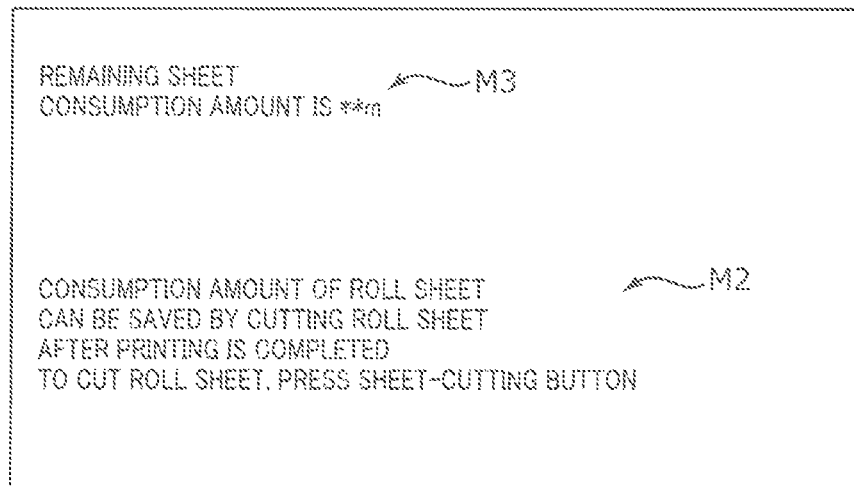 REMAINING SHEET
CONSUMPTION AMOUNT IS **m
M3
CONSUMPTION AMOUNT OF ROLL SHEET
M2
CAN BE SAVED BY CUTTING ROLL SHEET
AFTER PRINTING IS COMPLETED
TO CUT ROLL SHEET, PRESS SHEET-CUTTING BUTTON